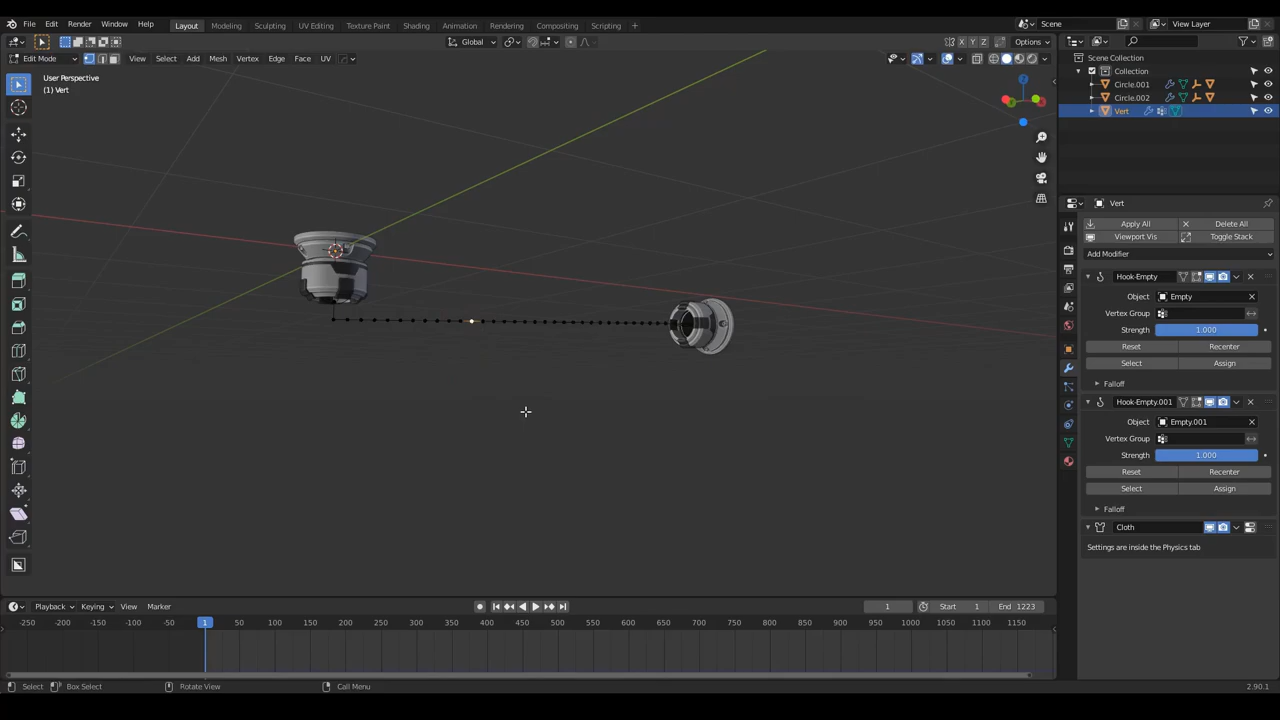 File Edit Render Window Help Layout Modeling Sculpting UV Editing Texture Paint Shading Animation Rendering Compositing Scripting + Scene View Layer
Global X Y Z Options
Edit Mode View Select Add Mesh Vertex Edge Face UV
User Perspective
(1) Vert
Scene Collection
Collection
Circle.001
Circle.002
Vert
Vert
Apply All Delete All
Viewport Vis Toggle Stack
Add Modifier
Hook-Empty
Object Empty
Vertex Group
Strength 1.000
Reset Recenter
Select Assign
Falloff
Hook-Empty.001
Object Empty.001
Vertex Group
Strength 1.000
Reset Recenter
Select Assign
Falloff
Cloth
Settings are inside the Physics tab
Playback Keying View Marker 1 Start 1 End 1223
-250 -200 -150 -100 -50 1 50 100 150 200 250 300 350 400 450 500 550 600 650 700 750 800 850 900 950 1000 1050 1100 1150
Select Box Select Rotate View Call Menu 2.90.1